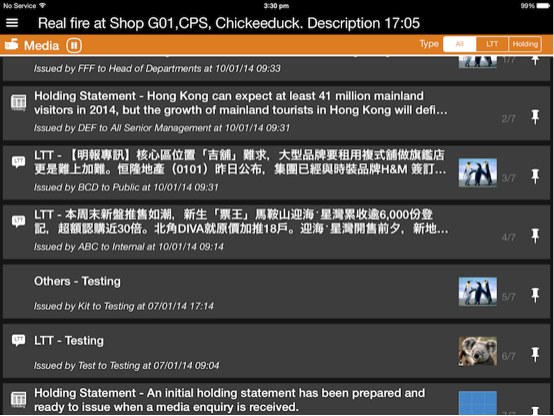 No Service 3:30 pm 99%
Real fire at Shop G01,CPS, Chickeeduck. Description 17:05
Media Type All LTT Holding
Issued by FFF to Head of Departments at 10/01/14 09:33 1/7
Holding Statement - Hong Kong can expect at least 41 million mainland
visitors in 2014, but the growth of mainland tourists in Hong Kong will defi...
Issued by DEF to All Senior Management at 10/01/14 09:31 2/7
LTT LTT - 【明報專訊】核心區位置「吉舖」難求，大型品牌要租用複式舖做旗艦店
更是難上加難。恒隆地產（0101）昨日公布，集團已經與時裝品牌H&M 簽訂...
Issued by BCD to Public at 10/01/14 09:31 3/7
LTT LTT - 本周末新盤推售如潮，新生「票王」馬鞍山迎海˙星灣累收逾6,000份登
記，超額認購近30倍。北角DIVA就原價加推18戶。迎海˙星灣開售前夕，新地...
Issued by ABC to Internal at 10/01/14 09:14 4/7
Others - Testing
Issued by Kit to Testing at 07/01/14 17:14 5/7
LTT LTT - Testing
Issued by Test to Testing at 07/01/14 09:04 6/7
Holding Statement - An initial holding statement has been prepared and
ready to issue when a media enquiry is received.